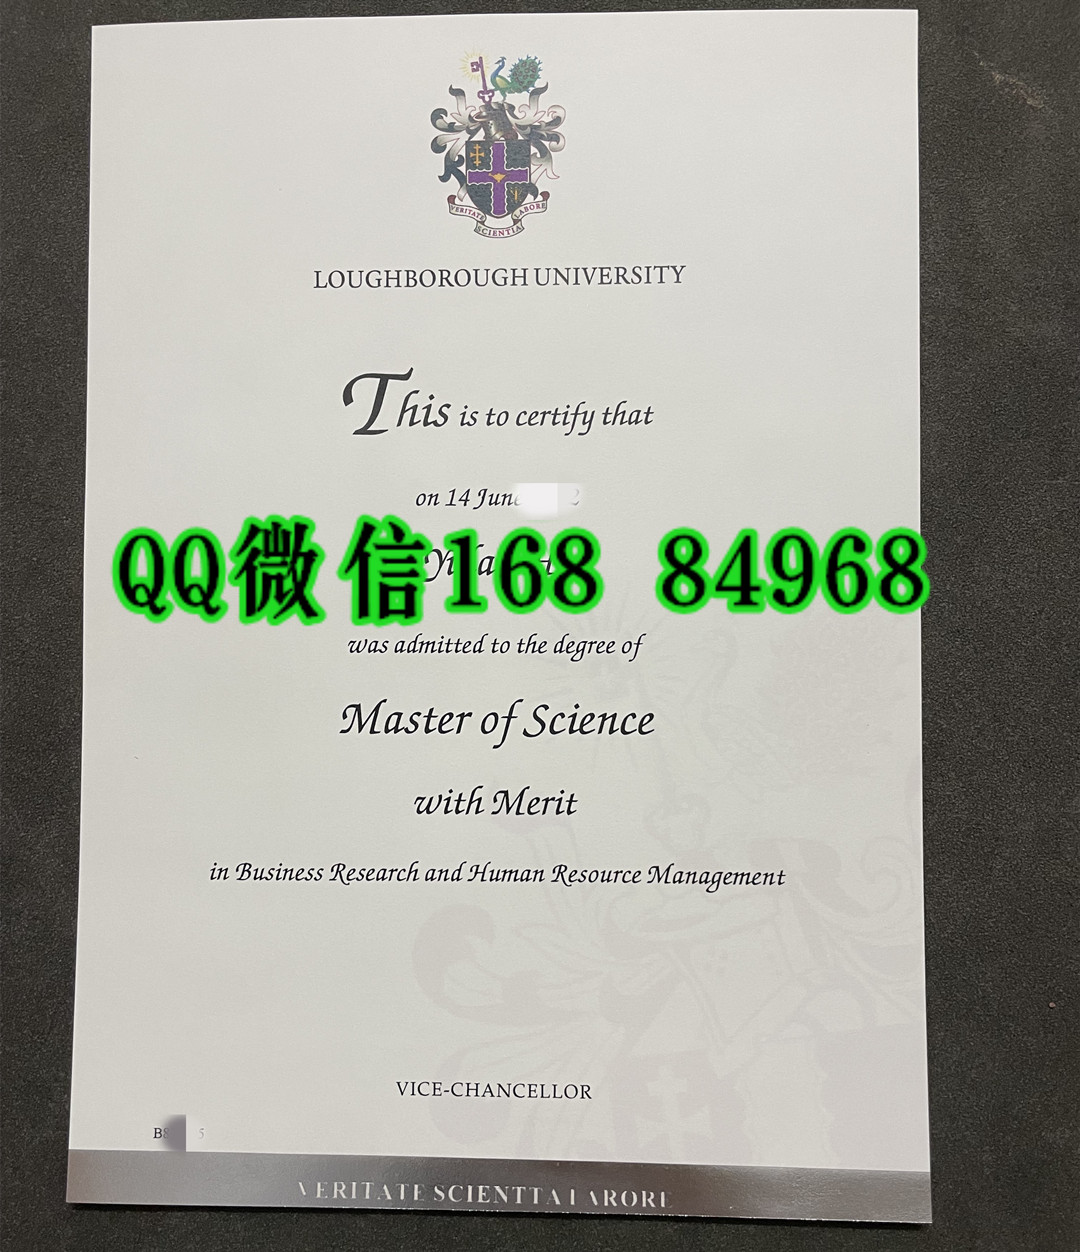 VERITATE
SCIENTIA
LABORE
LOUGHBOROUGH UNIVERSITY
This is to certify that
on 14 June
QQ微信168 84968
was admitted to the degree of
Master of Science
with Merit
in Business Research and Human Resource Management
VICE-CHANCELLOR
VERITATE SCIENTTA LABORE